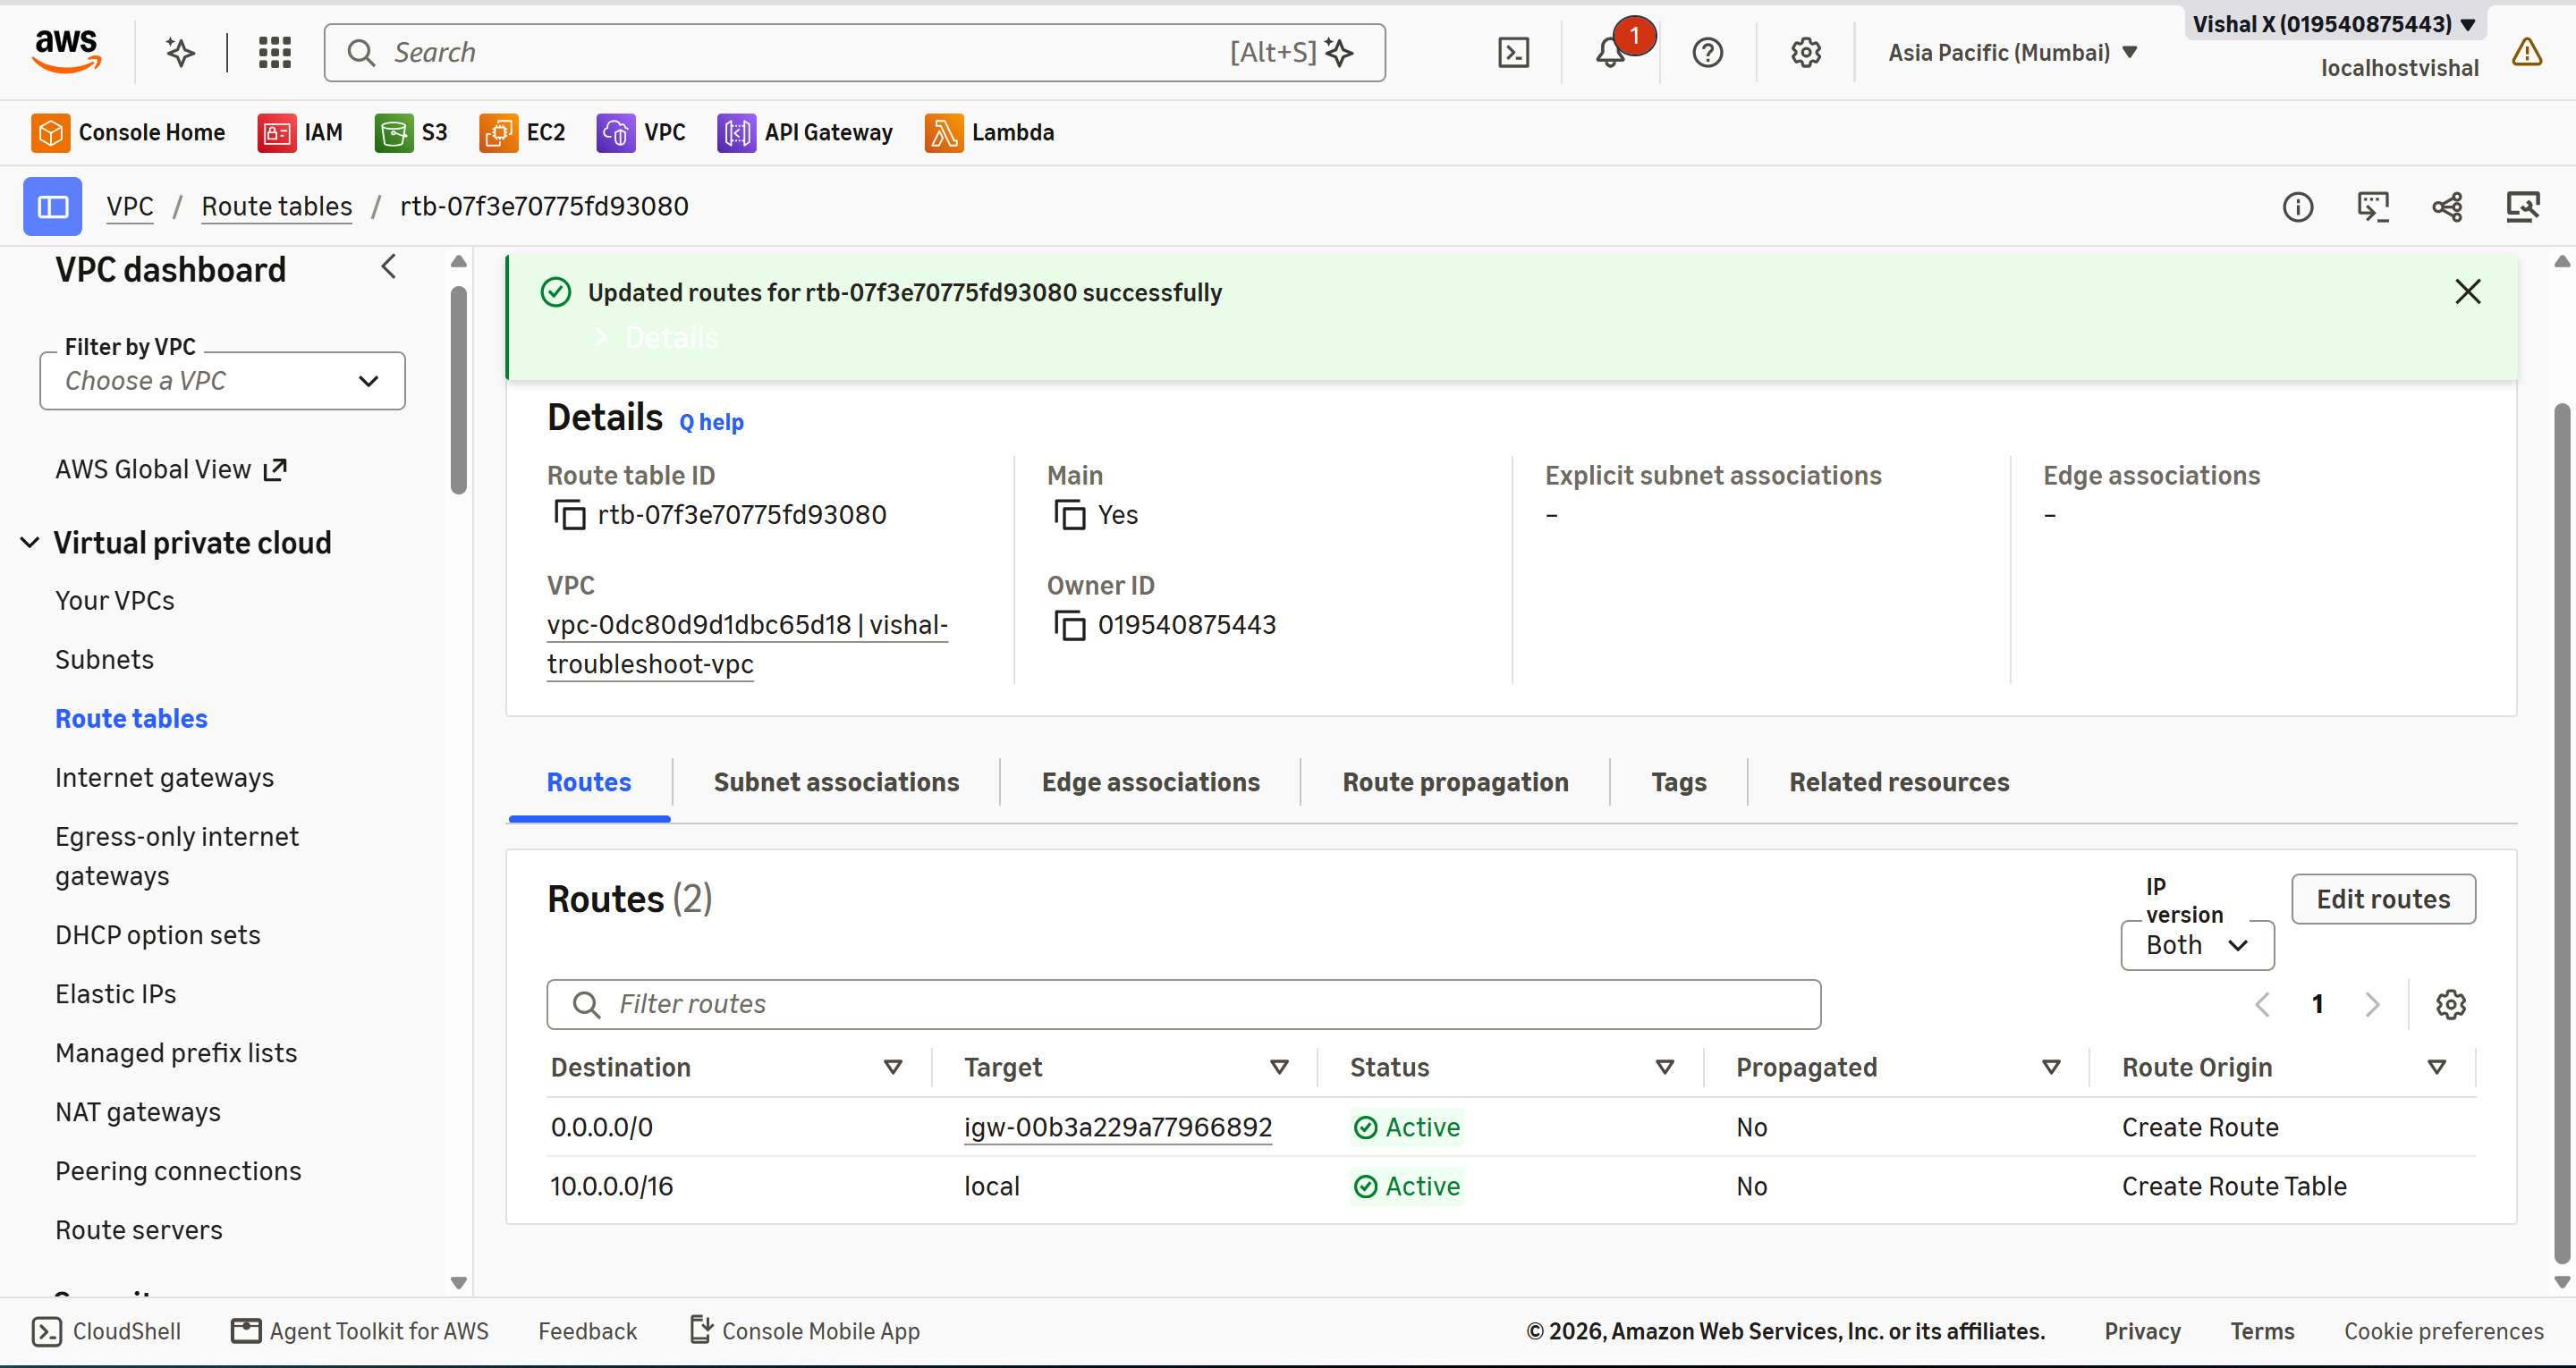 aws
Search
[Alt+S]
1
Asia Pacific (Mumbai)
Vishal X (019540875443)
localhostvishal
Console Home
IAM
S3
EC2
VPC
API Gateway
Lambda
VPC / Route tables / rtb-07f3e70775fd93080
VPC dashboard
Filter by VPC
Choose a VPC
AWS Global View
Virtual private cloud
Your VPCs
Subnets
Route tables
Internet gateways
Egress-only internet
gateways
DHCP option sets
Elastic IPs
Managed prefix lists
NAT gateways
Peering connections
Route servers
Updated routes for rtb-07f3e70775fd93080 successfully
Details
Details Q help
Route table ID
rtb-07f3e70775fd93080
Main
Yes
Explicit subnet associations
–
Edge associations
–
VPC
vpc-0dc80d9d1dbc65d18 | vishal-
troubleshoot-vpc
Owner ID
019540875443
Routes
Subnet associations
Edge associations
Route propagation
Tags
Related resources
Routes (2)
IP
version
Both
Edit routes
Filter routes
1
Destination Target Status Propagated Route Origin
0.0.0.0/0 igw-00b3a229a77966892 Active No Create Route
10.0.0.0/16 local Active No Create Route Table
CloudShell
Agent Toolkit for AWS
Feedback
Console Mobile App
© 2026, Amazon Web Services, Inc. or its affiliates.
Privacy
Terms
Cookie preferences